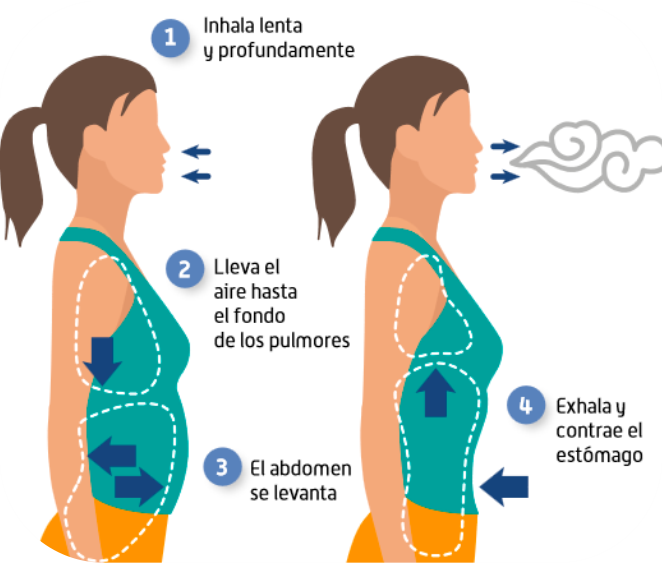 1
Inhala lenta
y profundamente
2
Lleva el
aire hasta
el fondo
de los pulmores
3
El abdomen
se levanta
4
Exhala y
contrae el
estómago